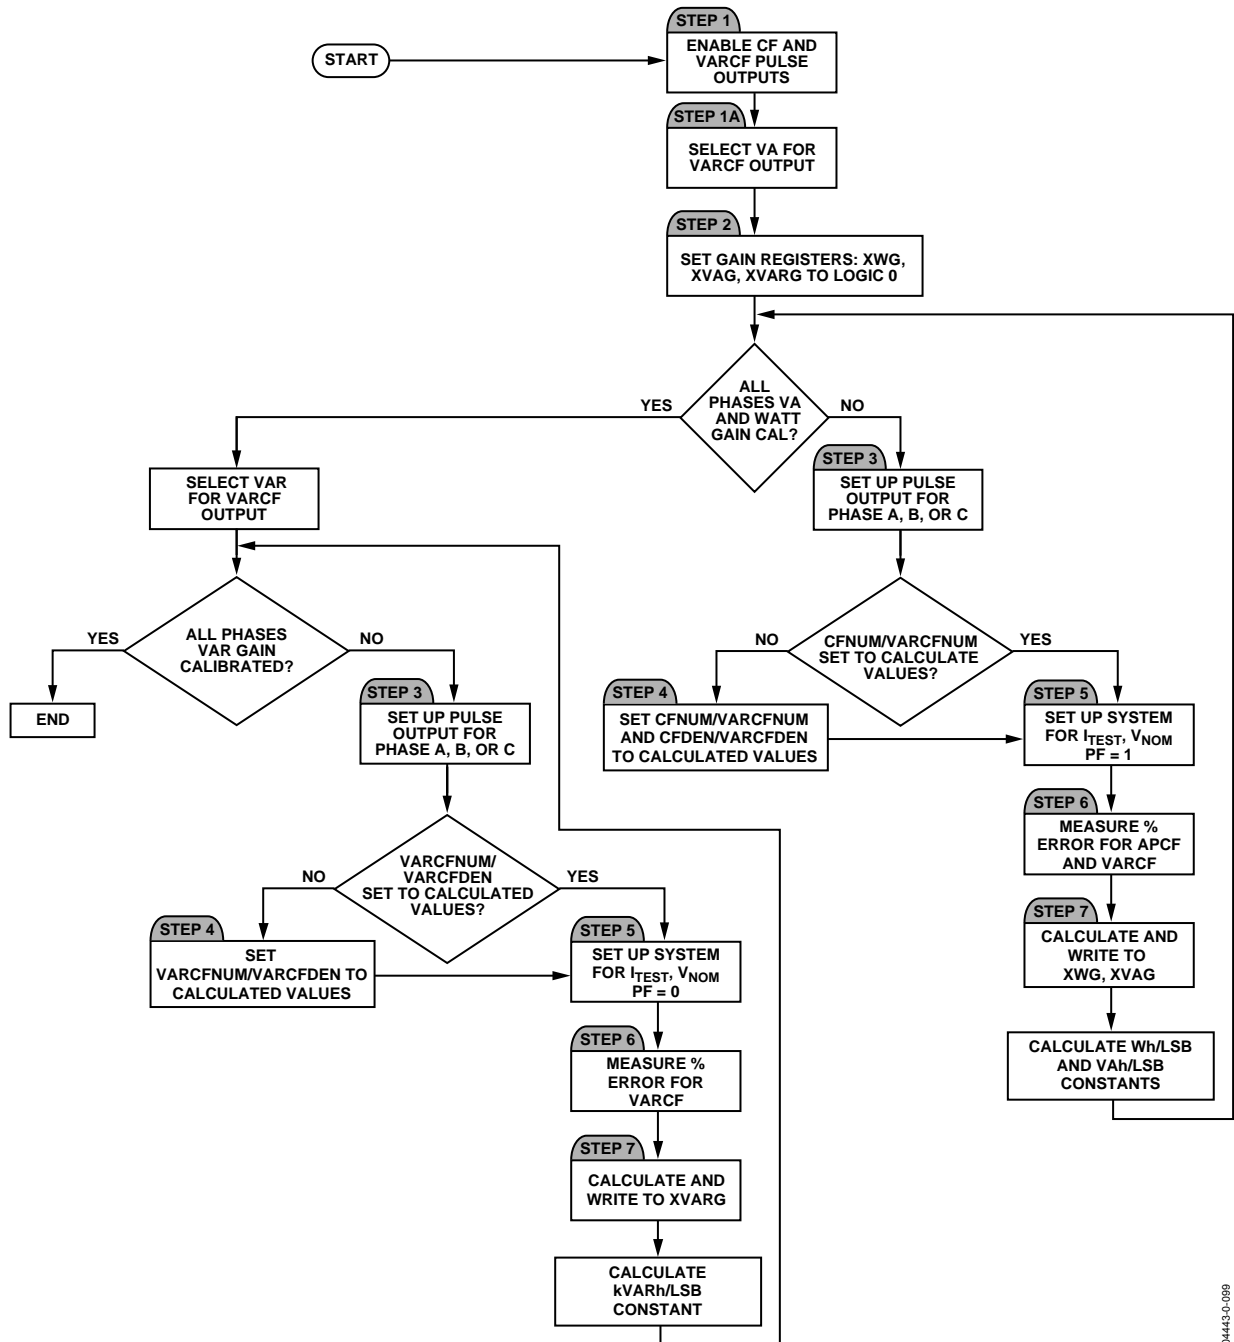 STEP 1
ENABLE CF AND
VARCF PULSE
OUTPUTS
START
STEP 1A
SELECT VA FOR
VARCF OUTPUT
STEP 2
SET GAIN REGISTERS: XWG,
XVAG, XVARG TO LOGIC 0
ALL
PHASES VA
AND WATT
GAIN CAL?
YES
NO
SELECT VAR
FOR VARCF
OUTPUT
STEP 3
SET UP PULSE
OUTPUT FOR
PHASE A, B, OR C
ALL PHASES
VAR GAIN
CALIBRATED?
YES
NO
END
CFNUM/VARCFNUM
SET TO CALCULATE
VALUES?
NO
YES
STEP 3
SET UP PULSE
OUTPUT FOR
PHASE A, B, OR C
STEP 4
SET CFNUM/VARCFNUM
AND CFDEN/VARCFDEN
TO CALCULATED VALUES
STEP 5
SET UP SYSTEM
FOR ITEST, VNOM
PF = 1
STEP 6
MEASURE %
ERROR FOR APCF
AND VARCF
VARCFNUM/
VARCFDEN
SET TO CALCULATED
VALUES?
NO
YES
STEP 7
CALCULATE AND
WRITE TO
XWG, XVAG
STEP 4
SET
VARCFNUM/VARCFDEN TO
CALCULATED VALUES
STEP 5
SET UP SYSTEM
FOR ITEST, VNOM
PF = 0
CALCULATE Wh/LSB
AND VAh/LSB
CONSTANTS
STEP 6
MEASURE %
ERROR FOR
VARCF
STEP 7
CALCULATE AND
WRITE TO XVARG
CALCULATE
kVARh/LSB
CONSTANT
04443-0-099